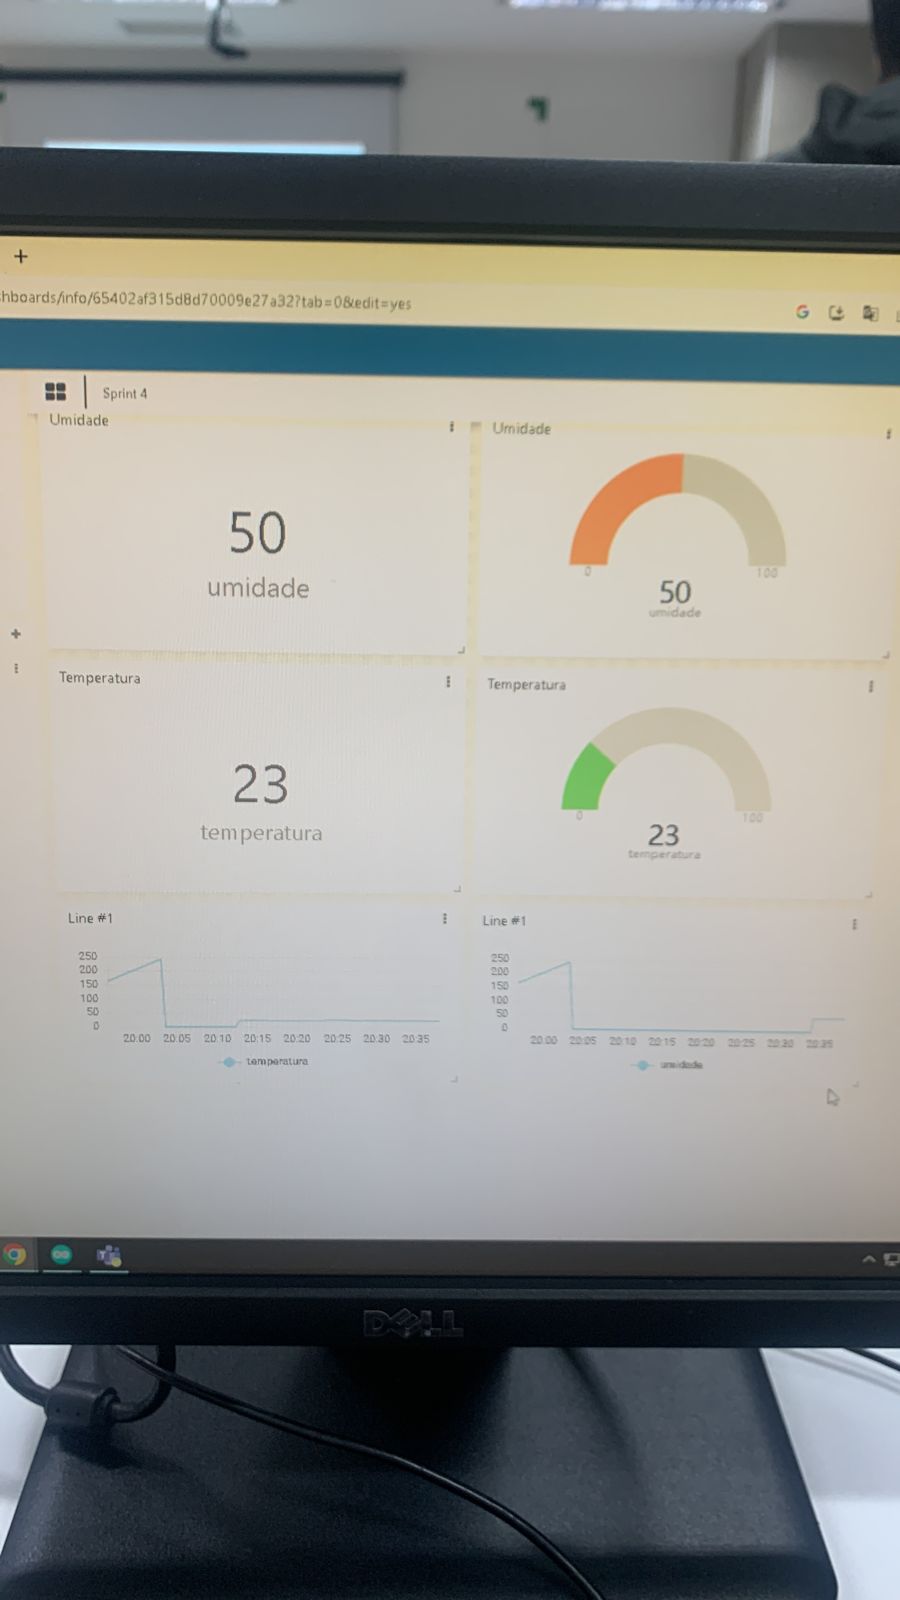 +
hboards/info/65402af315d8d70009e27a32?tab=0&edit=yes
G
Sprint 4
Umidade
50
umidade
Umidade
0
100
50
umidade
Temperatura
23
temperatura
Temperatura
0
100
23
temperatura
Line #1
250
200
150
100
50
0
20:00 20:05 20:10 20:15 20:20 20:25 20:30 20:35
temperatura
Line #1
250
200
150
100
50
0
20:00 20:05 20:10 20:15 20:20 20:25 20:30 20:35
umidade
DELL